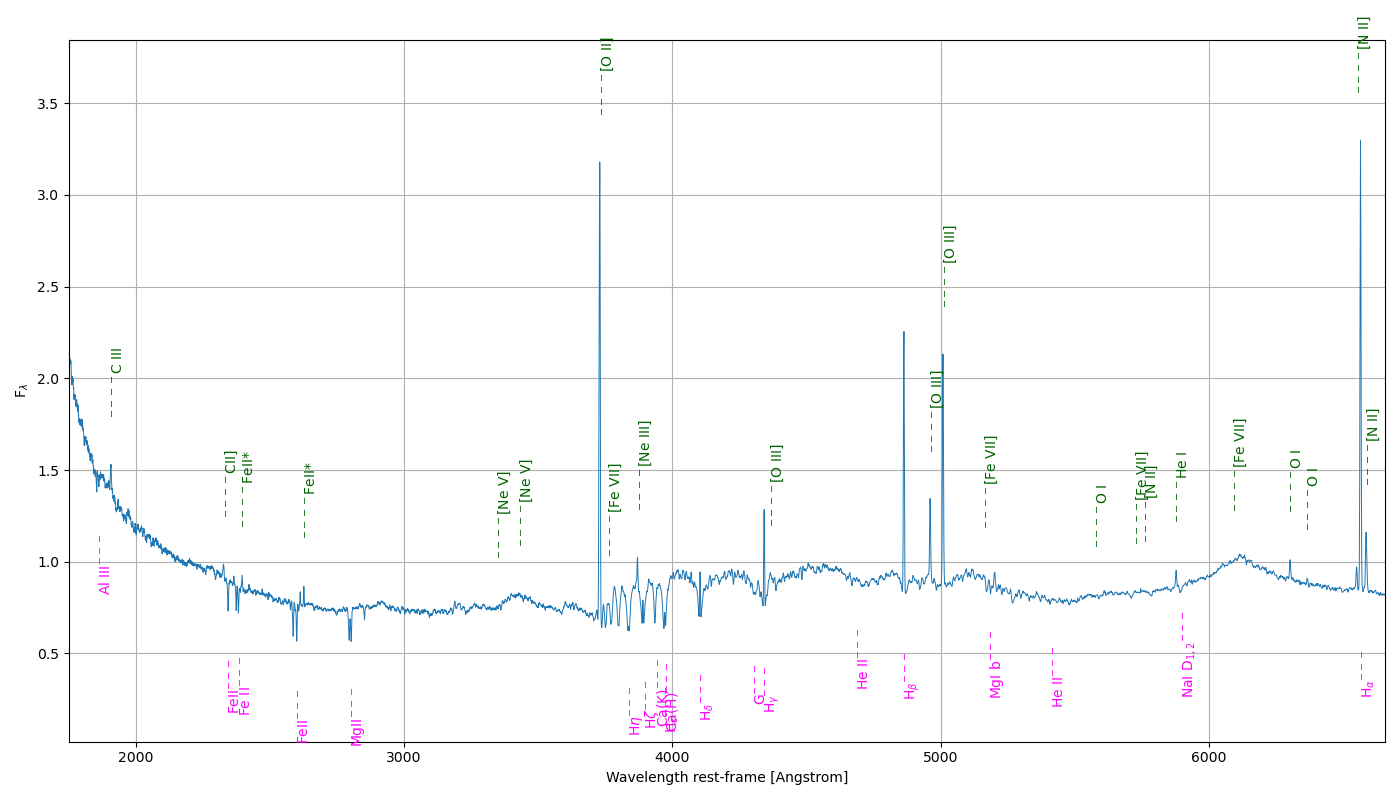 [N II]
[O II]
[O III]
C III
[O III]
[N II]
[Ne III]
[Fe VII]
[Fe VII]
[O III]
CII]
FeII*
FeII*
[Ne V]
[Ne V]
[Fe VII]
O I
[Fe VII]
[N II]
He I
O I
O I
Al III
FeII
Fe II
FeII
MgII
Hη
Hζ
Ca(K)
Ca(H)
Hδ
G
Hγ
He II
Hβ
MgI b
He II
NaI D1,2
Hα
3.5
3.0
2.5
2.0
1.5
1.0
0.5
Fλ
2000 3000 4000 5000 6000
Wavelength rest-frame [Angstrom]